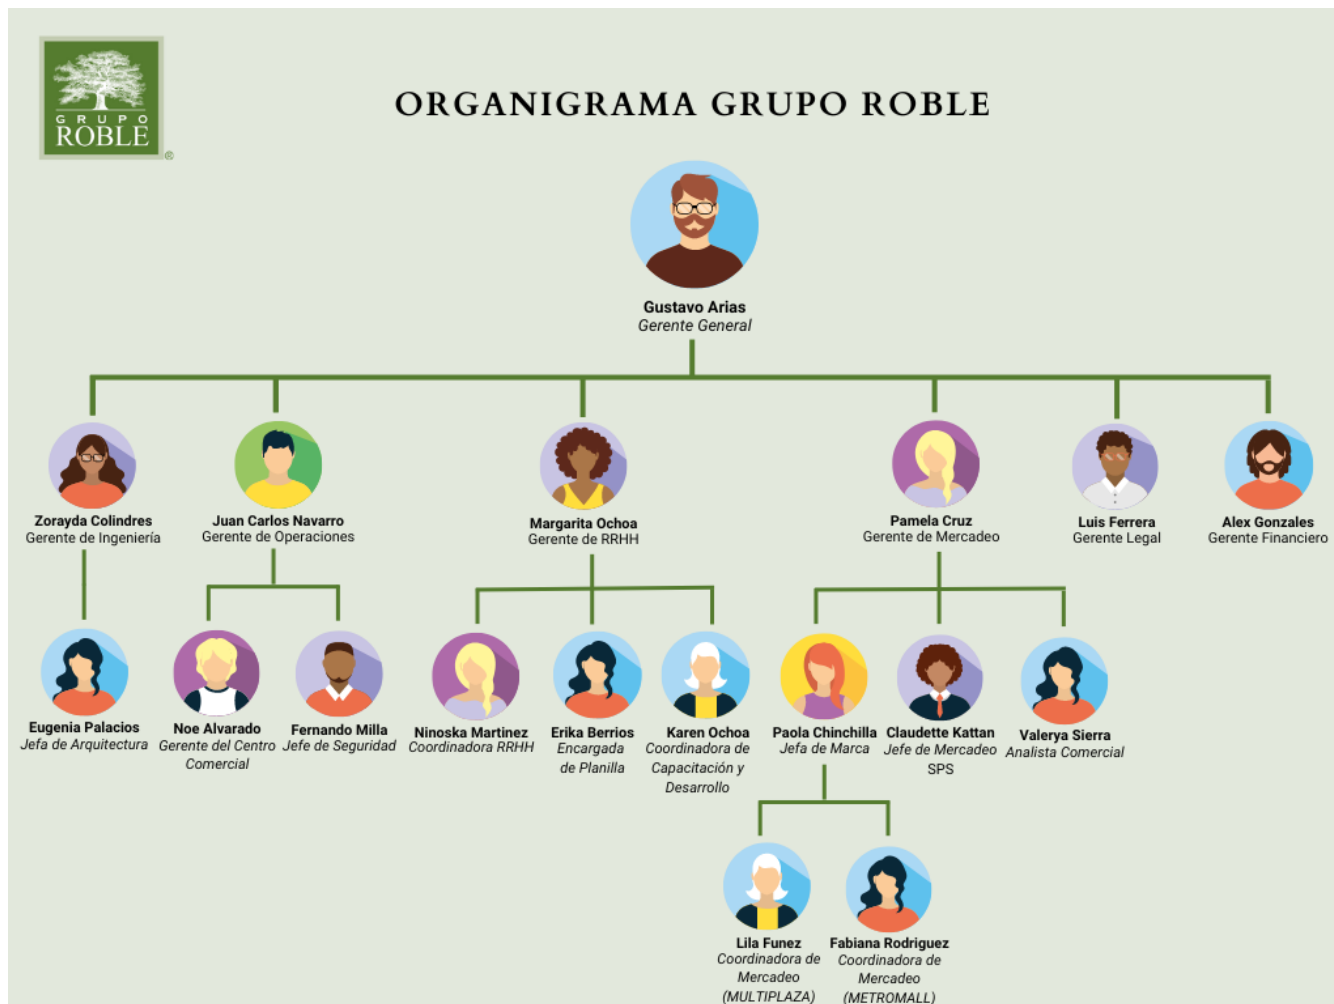 GRUPO
ROBLE
®
ORGANIGRAMA GRUPO ROBLE
Gustavo Arias
Gerente General
Zorayda Colindres
Gerente de Ingeniería
Juan Carlos Navarro
Gerente de Operaciones
Margarita Ochoa
Gerente de RRHH
Pamela Cruz
Gerente de Mercadeo
Luis Ferrera
Gerente Legal
Alex Gonzales
Gerente Financiero
Eugenia Palacios
Jefa de Arquitectura
Noe Alvarado
Gerente del Centro
Comercial
Fernando Milla
Jefe de Seguridad
Ninoska Martinez
Coordinadora RRHH
Erika Berrios
Encargada
de Planilla
Karen Ochoa
Coordinadora de
Capacitación y
Desarrollo
Paola Chinchilla
Jefa de Marca
Claudette Kattan
Jefe de Mercadeo
SPS
Valerya Sierra
Analista Comercial
Lila Funez
Coordinadora de
Mercadeo
(MULTIPLAZA)
Fabiana Rodriguez
Coordinadora de
Mercadeo
(METROMALL)